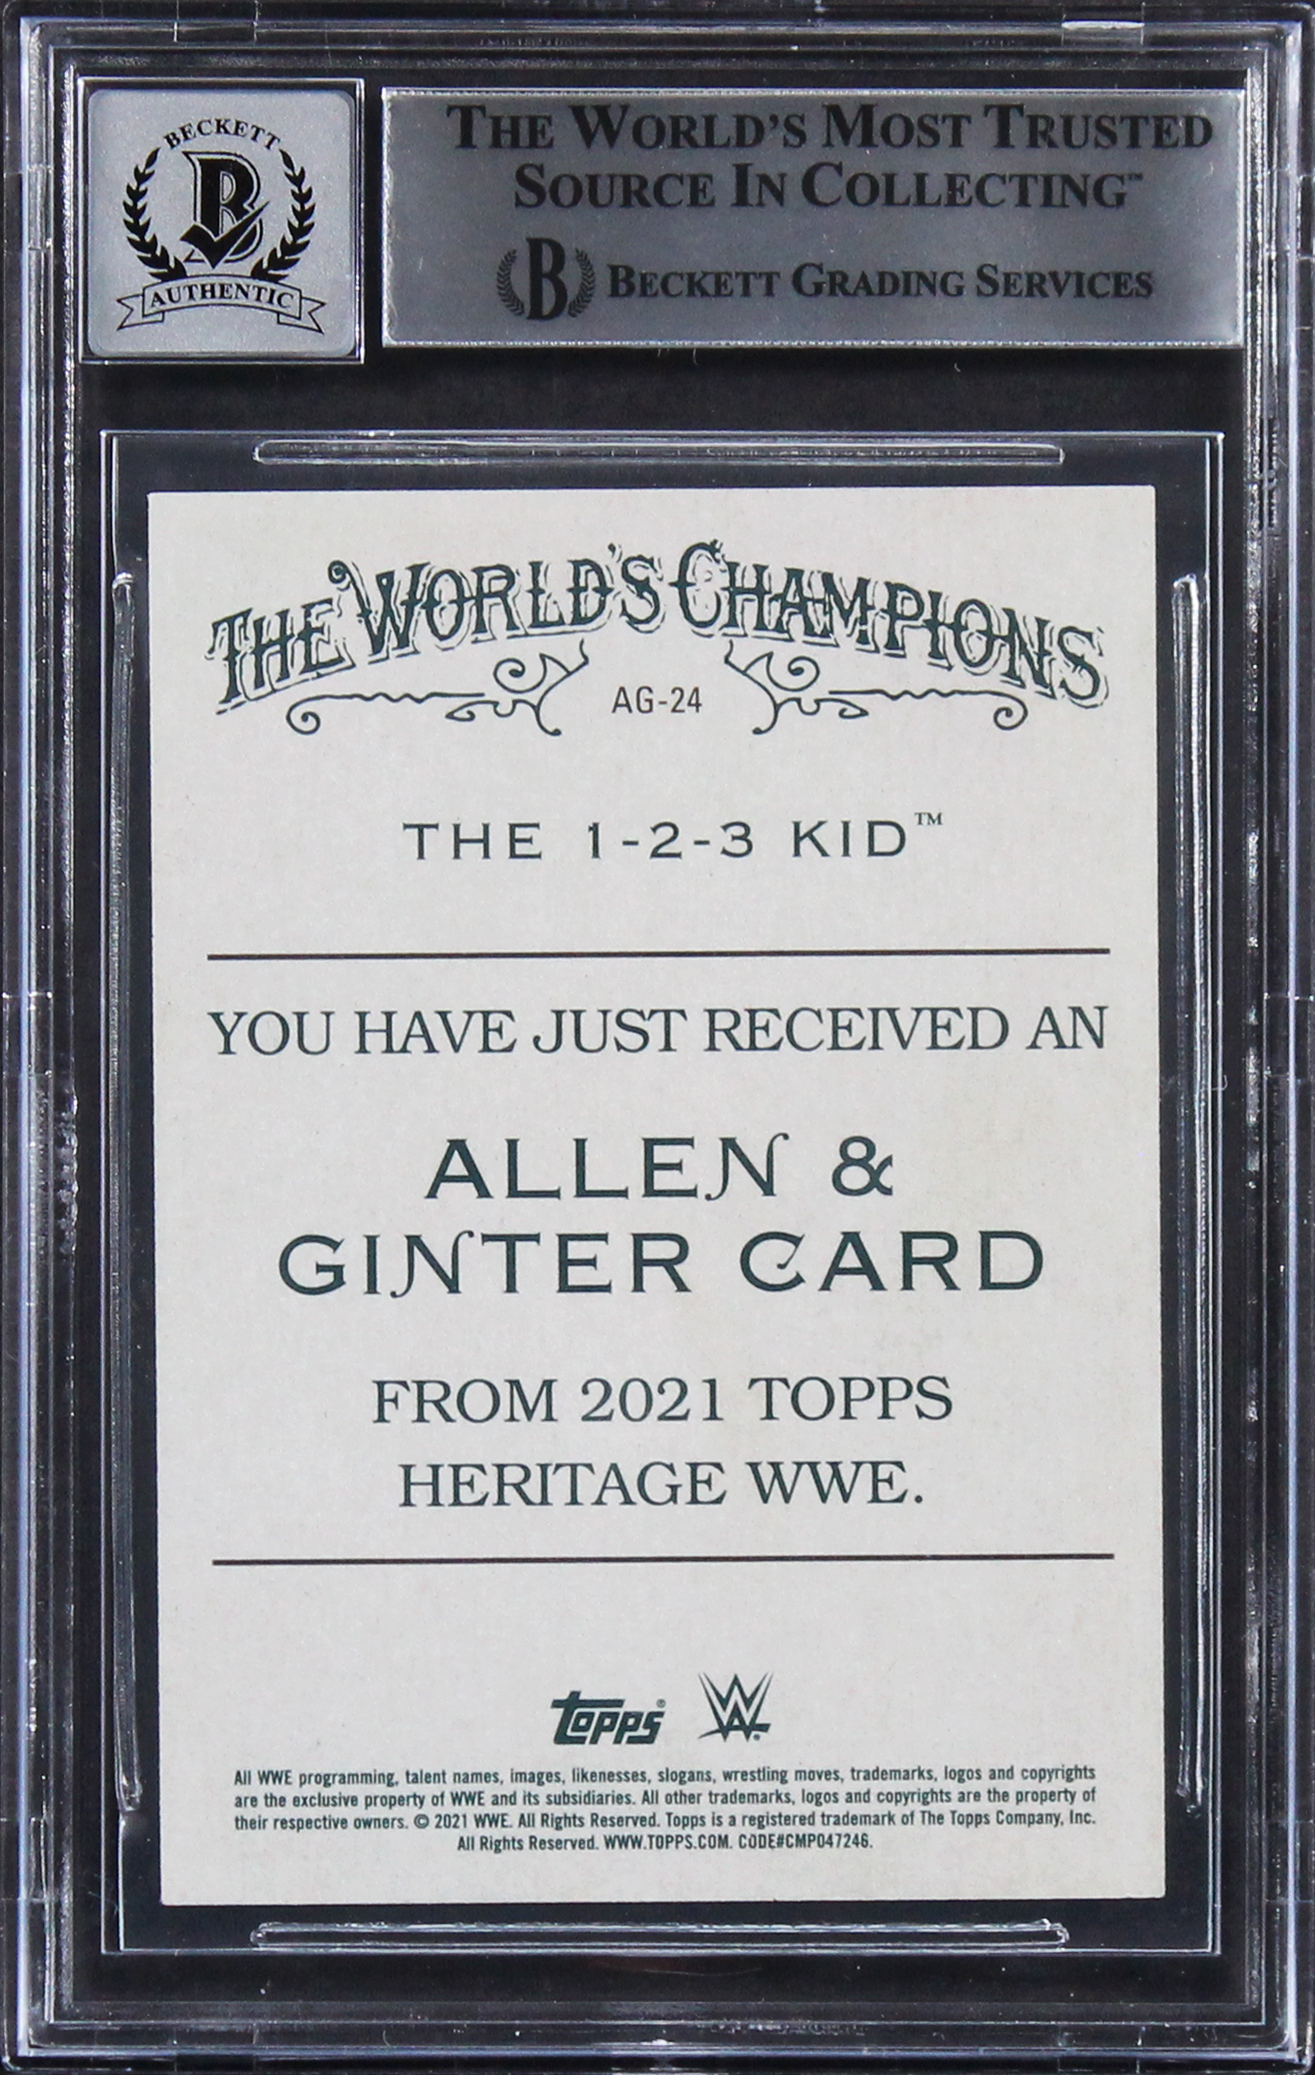 BECKETT
B
AUTHENTIC
THE WORLD'S MOST TRUSTED
SOURCE IN COLLECTING™
B BECKETT GRADING SERVICES
THE WORLD'S CHAMPIONS
AG-24
THE 1-2-3 KID™
YOU HAVE JUST RECEIVED AN
ALLEN &
GINTER CARD
FROM 2021 TOPPS
HERITAGE WWE.
topps® W
All WWE programming, talent names, images, likenesses, slogans, wrestling moves, trademarks, logos and copyrights
are the exclusive property of WWE and its subsidiaries. All other trademarks, logos and copyrights are the property of
their respective owners. © 2021 WWE. All Rights Reserved. Topps is a registered trademark of The Topps Company, Inc.
All Rights Reserved. WWW.TOPPS.COM. CODE#CMP047246.